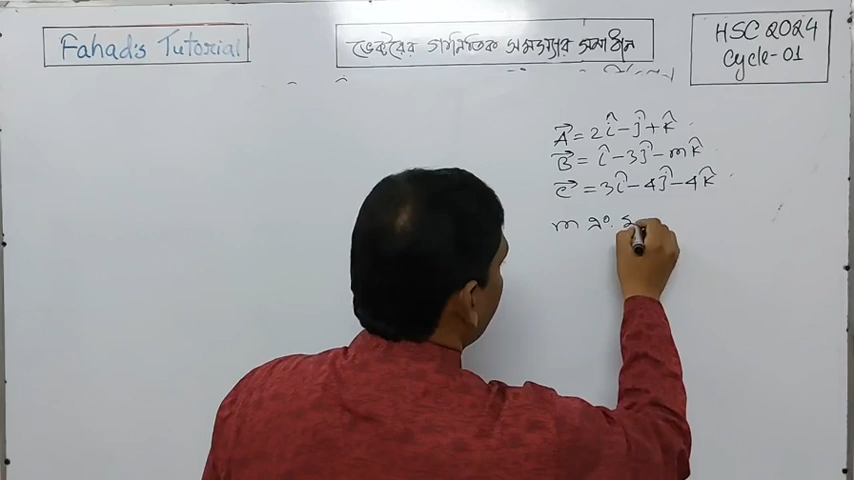 Fahad's Tutorial
ভেক্টরের গাণিতিক সমস্যার সমাধান
HSC 2024
Cycle-01
A⃗ = 2î - ĵ + k̂
B⃗ = î - 3ĵ - mk̂
C⃗ = 3î - 4ĵ - 4k̂
m এর